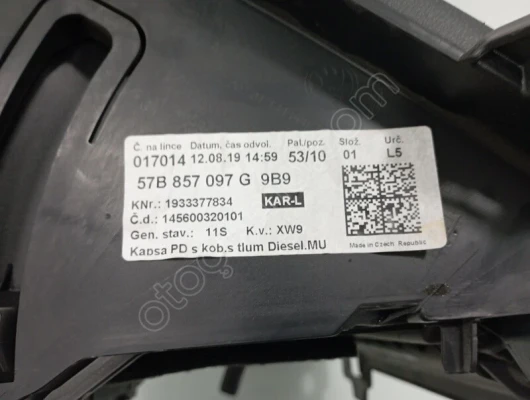 Č. na lince Datum, čas odvol. Pal/poz. Slož. Urč.
017014 12.08.19 14:59 53/10 01 L5
57B 857 097 G 9B9
KNr.: 1933377834 KAR-L
Č.d.: 145600320101
Gen. stav.: 11S K.v.: XW9
Kapsa PD s kob.s tlum Diesel.MU
Made in Czech. Republic